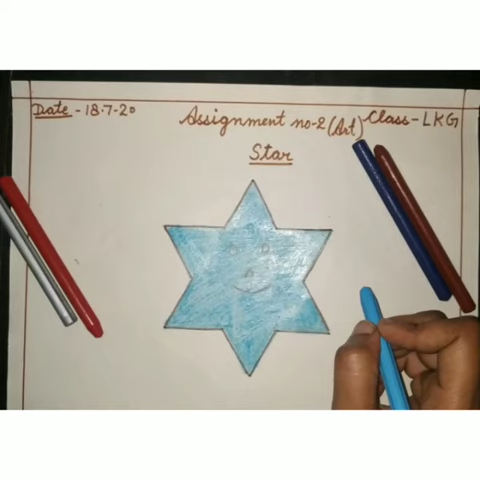 Date - 18.7-20
Assignment no-2 (Art) Class - LKG
Star